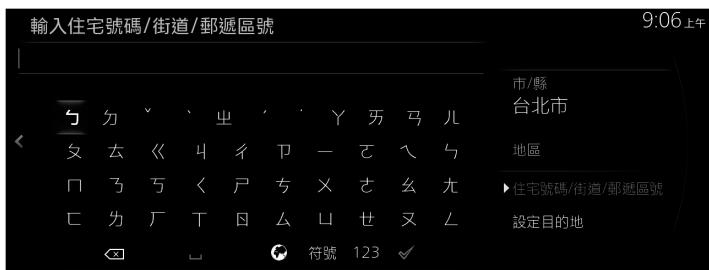 輸入住宅號碼/街道/郵遞區號
9:06上午
ㄅ ㄉ ˇ ˋ ㄓ ˊ ˙ ㄚ ㄞ ㄢ ㄦ
ㄆ ㄊ ㄍ ㄐ ㄔ ㄗ ㄧ ㄛ ㄟ ㄣ
ㄇ ㄋ ㄎ ㄑ ㄕ ㄘ ㄨ ㄜ ㄠ ㄤ
ㄈ ㄌ ㄏ ㄒ ㄖ ㄙ ㄩ ㄝ ㄡ ㄥ
符號 123
市/縣
台北市
地區
住宅號碼/街道/郵遞區號
設定目的地